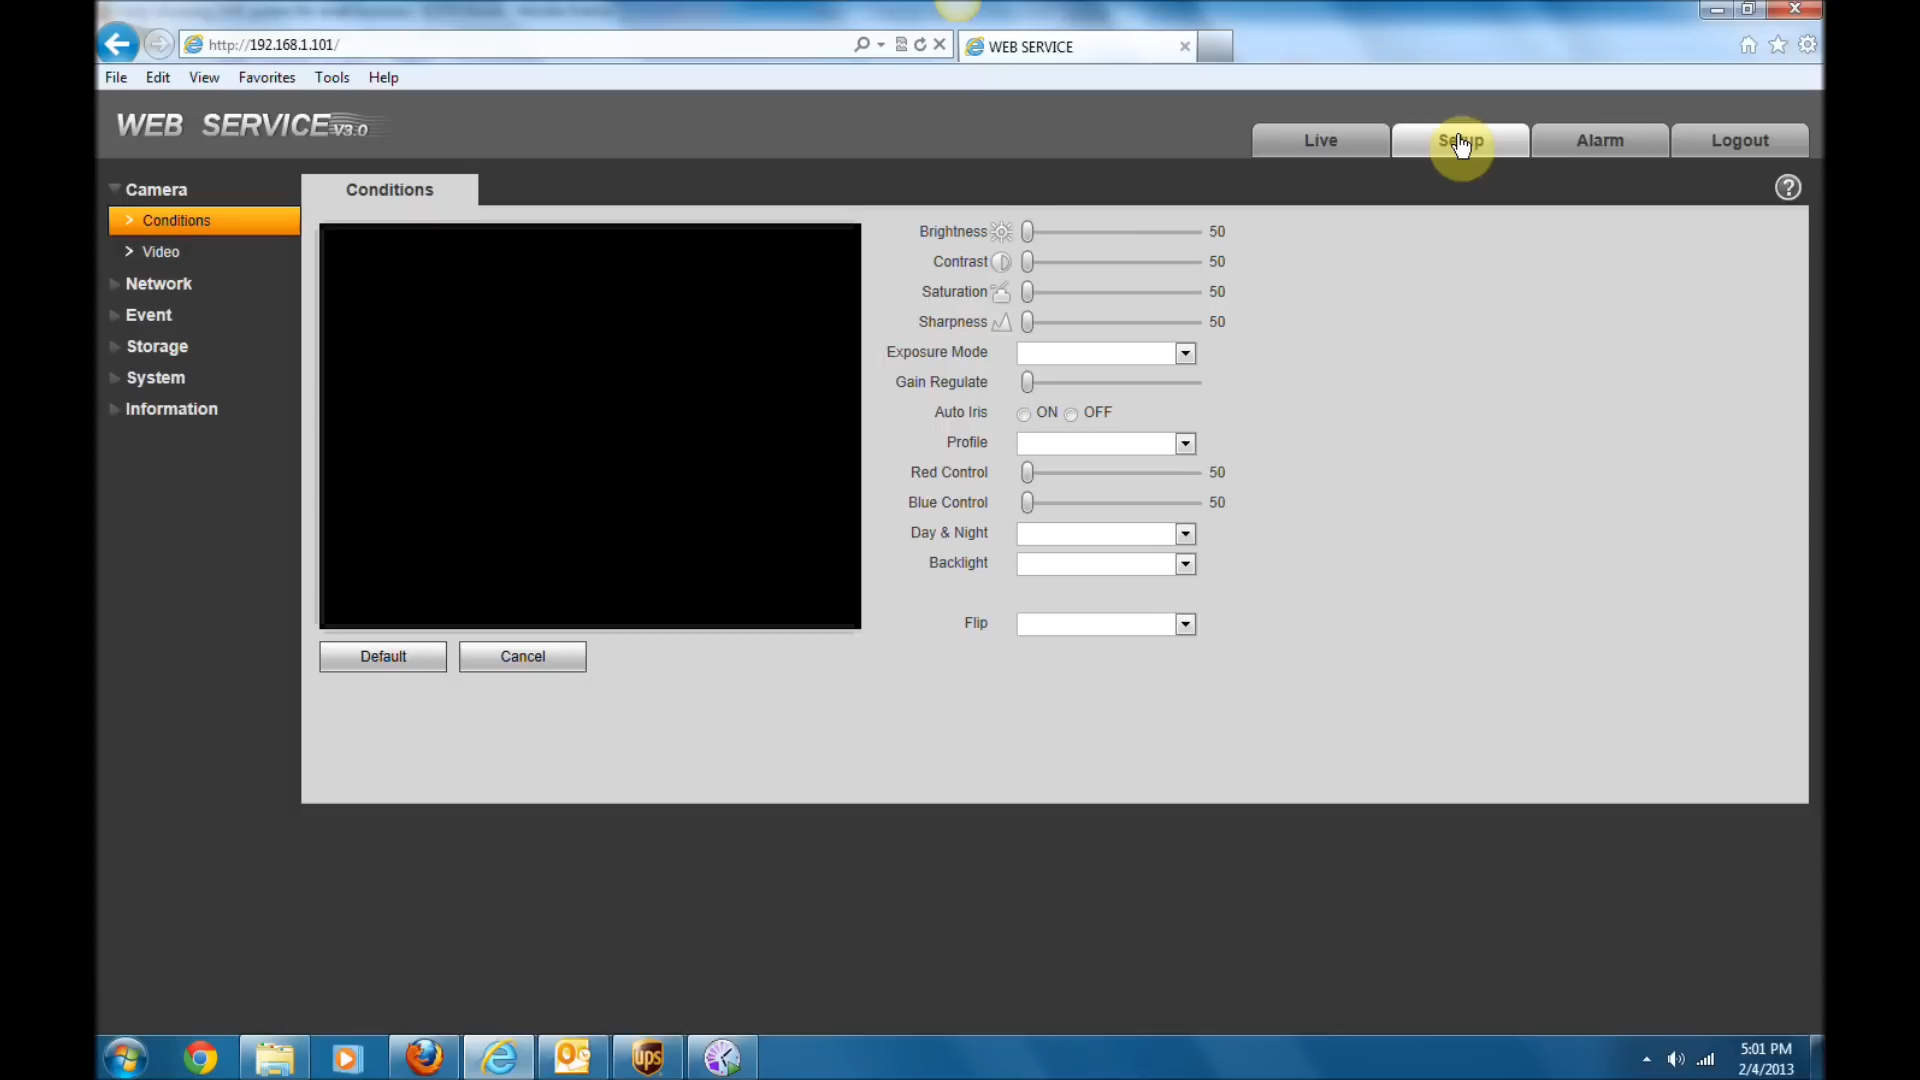 http://192.168.1.101/
WEB SERVICE
File Edit View Favorites Tools Help
WEB SERVICE V3.0
Live Setup Alarm Logout
Camera
Conditions
Video
Network
Event
Storage
System
Information
Conditions
Brightness 50
Contrast 50
Saturation 50
Sharpness 50
Exposure Mode
Gain Regulate
Auto Iris ON OFF
Profile
Red Control 50
Blue Control 50
Day & Night
Backlight
Flip
Default Cancel
ups
5:01 PM
2/4/2013